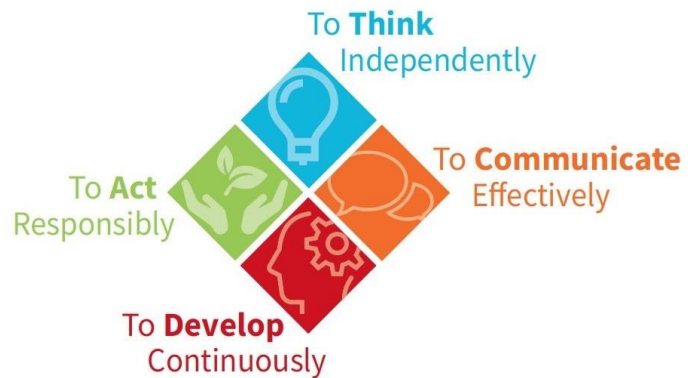 To Think
Independently
To Communicate
Effectively
To Act
Responsibly
To Develop
Continuously